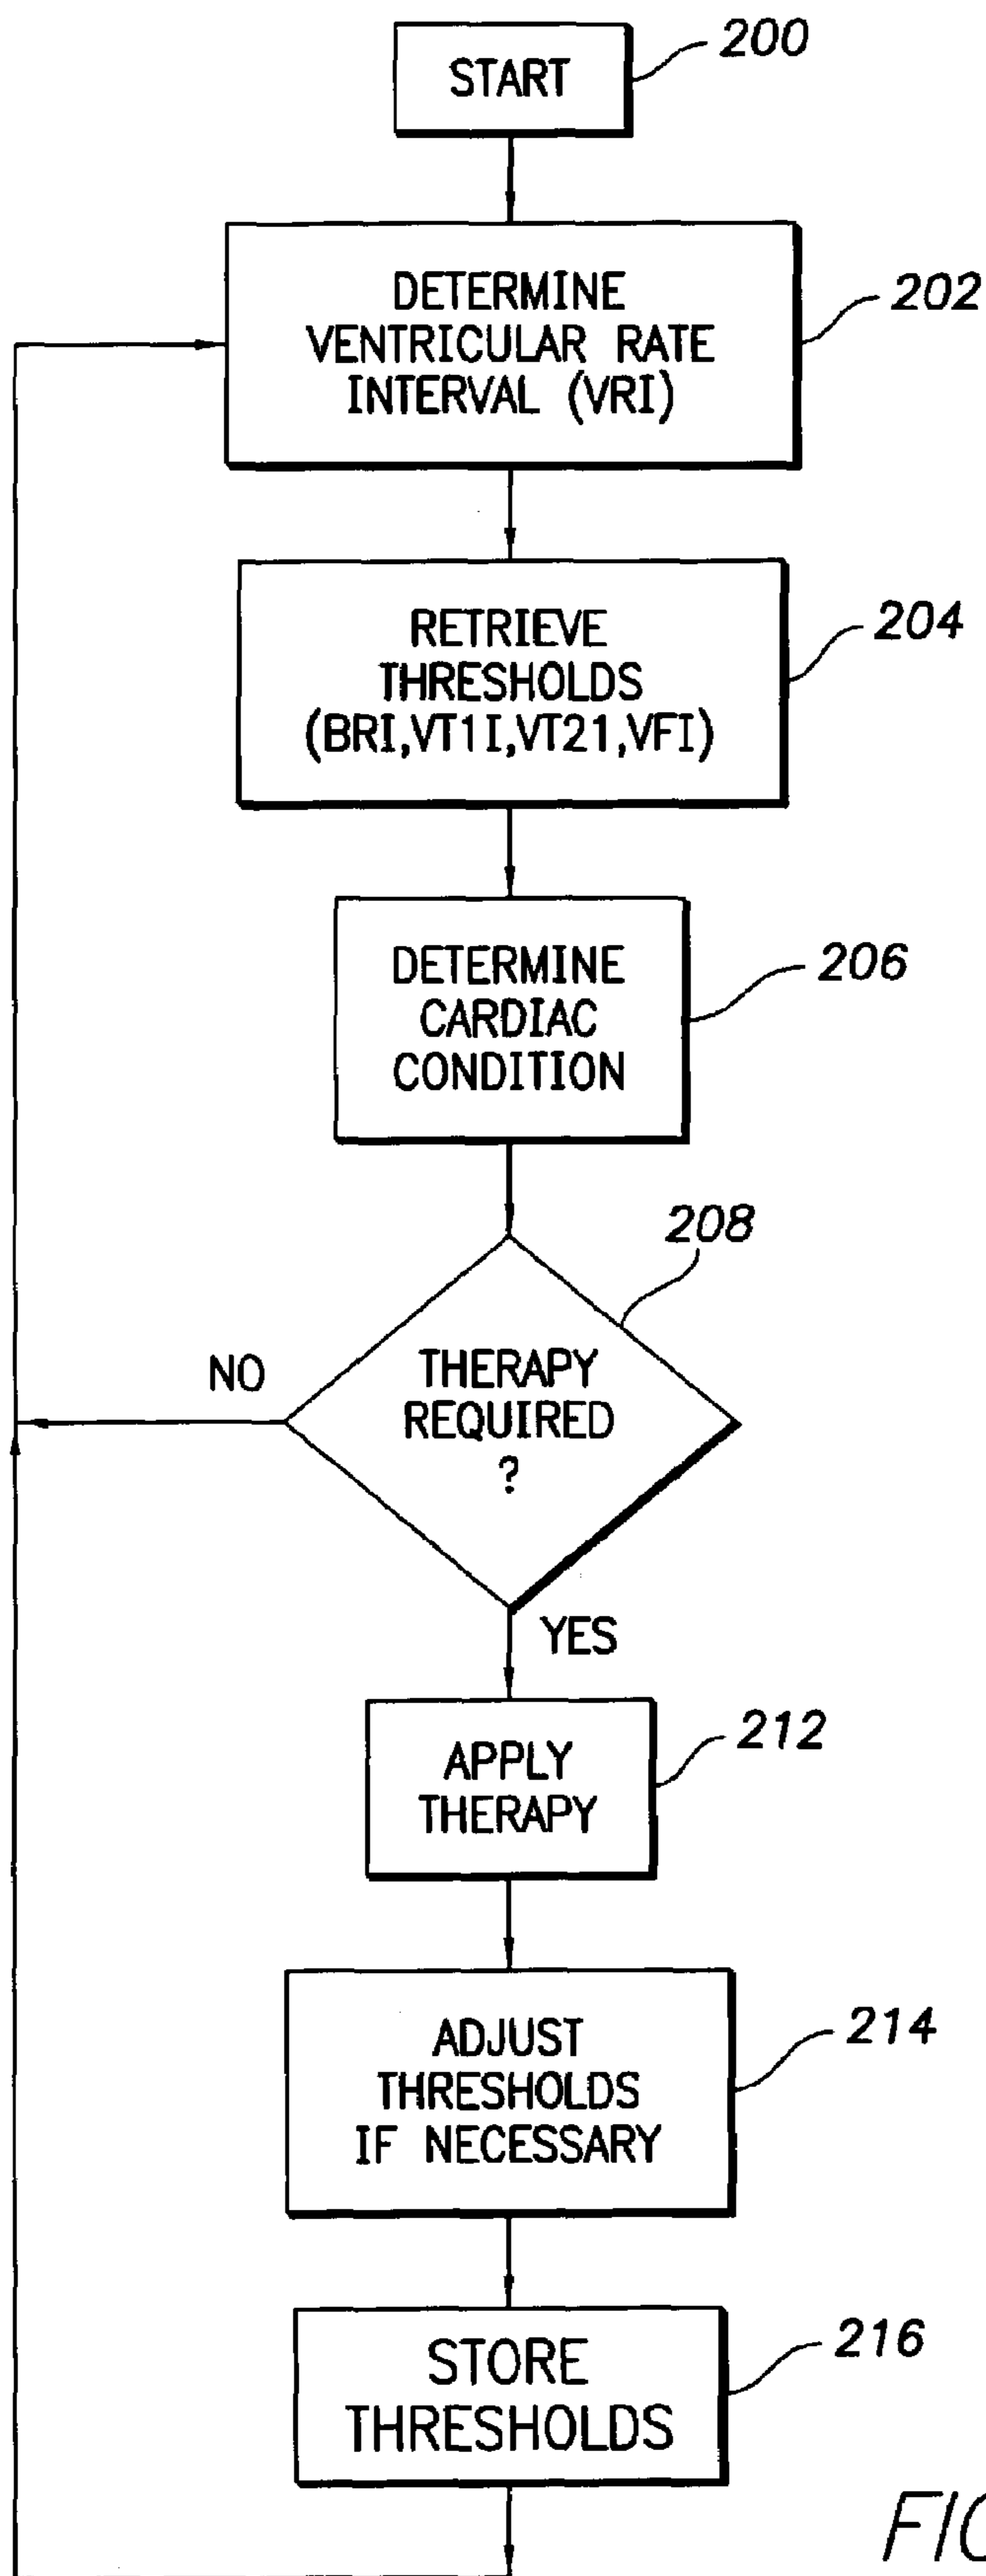 START
200
DETERMINE
VENTRICULAR RATE
INTERVAL (VRI)
202
RETRIEVE
THRESHOLDS
(BRI,VT1I,VT21,VFI)
204
DETERMINE
CARDIAC
CONDITION
206
208
NO
THERAPY
REQUIRED
?
YES
APPLY
THERAPY
212
ADJUST
THRESHOLDS
IF NECESSARY
214
STORE
THRESHOLDS
216